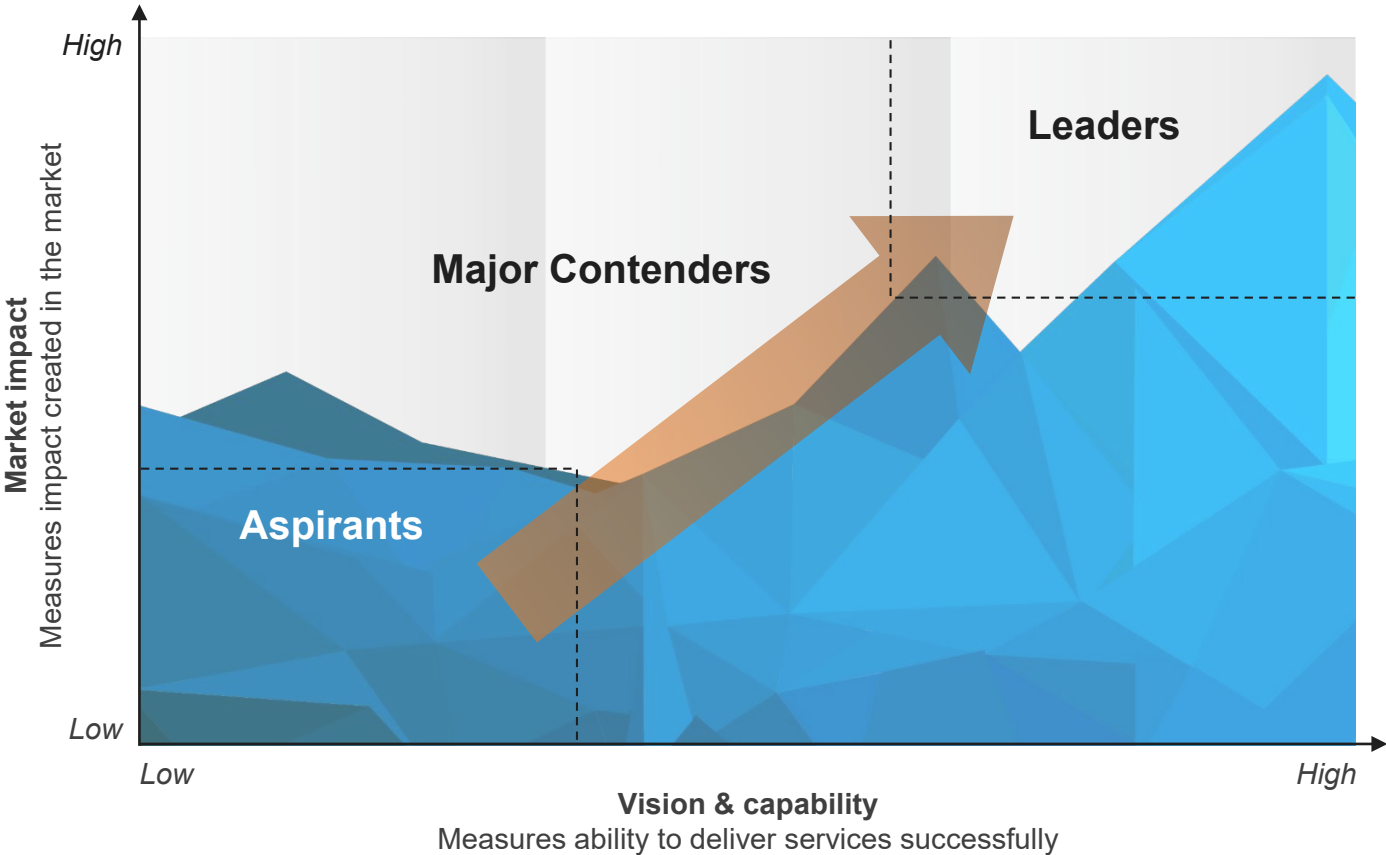 High
Leaders
Major Contenders
Market impact
Measures impact created in the market
Aspirants
Low
Low
High
Vision & capability
Measures ability to deliver services successfully